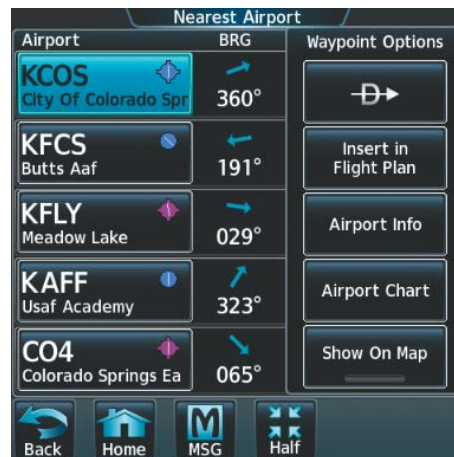 Nearest Airport
Airport BRG Waypoint Options
KCOS
City Of Colorado Spr
360°
D
KFCS
Butts Aaf
191°
Insert in
Flight Plan
KFLY
Meadow Lake
029°
Airport Info
KAFF
Usaf Academy
323°
Airport Chart
CO4
Colorado Springs Ea
065°
Show On Map
Back Home M MSG Half